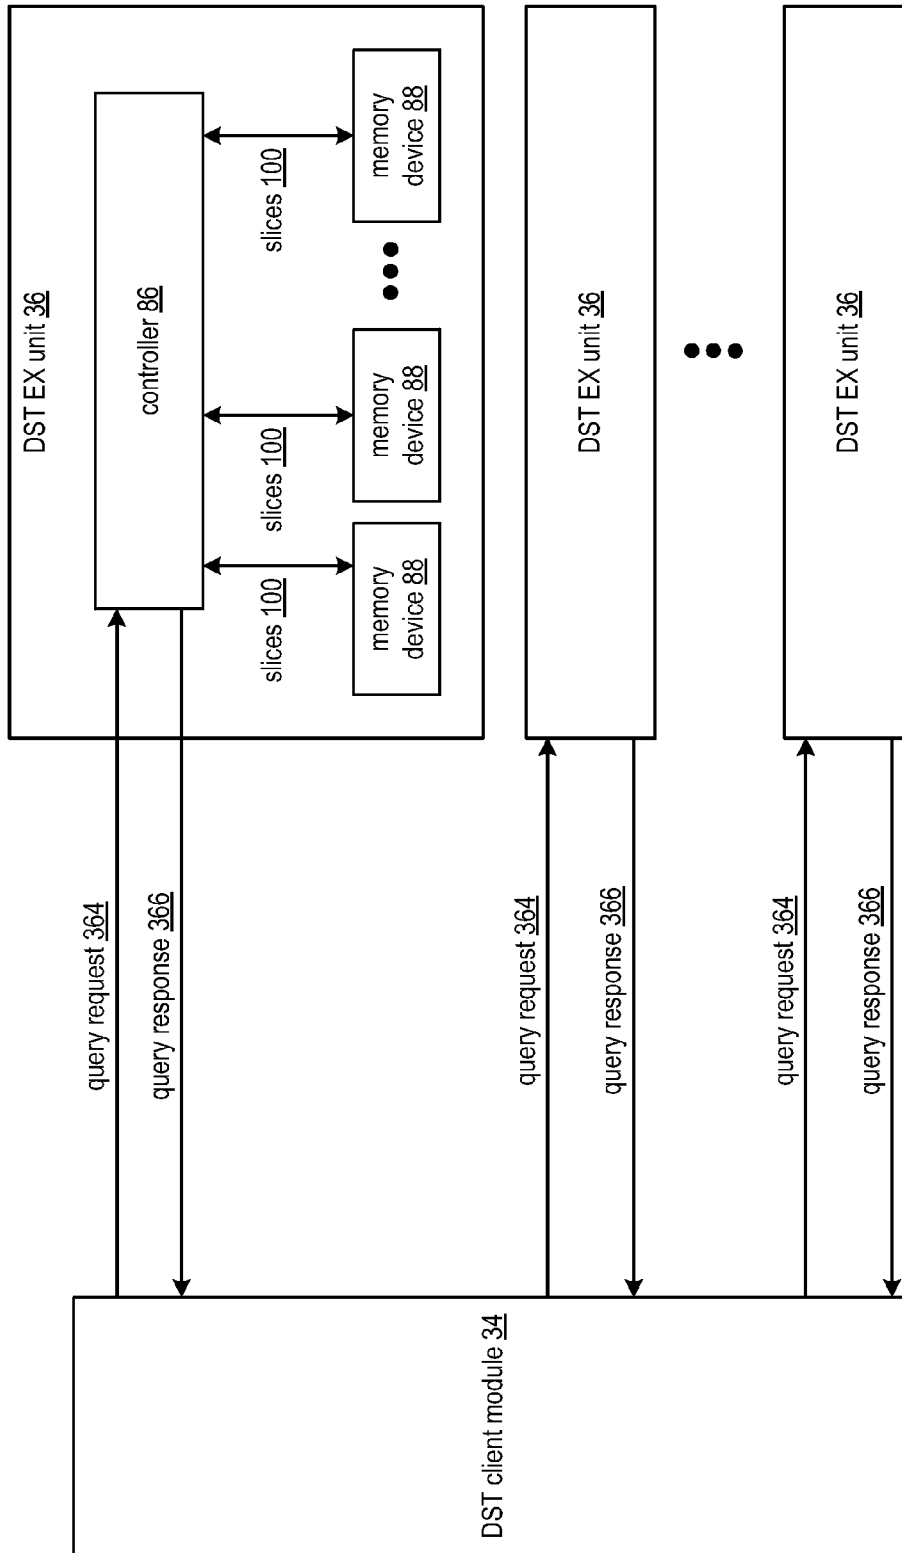 DST client module 34
query request 364
query response 366
query request 364
query response 366
query request 364
query response 366
DST EX unit 36
controller 86
slices 100
slices 100
slices 100
memory
device 88
memory
device 88
memory
device 88
DST EX unit 36
DST EX unit 36